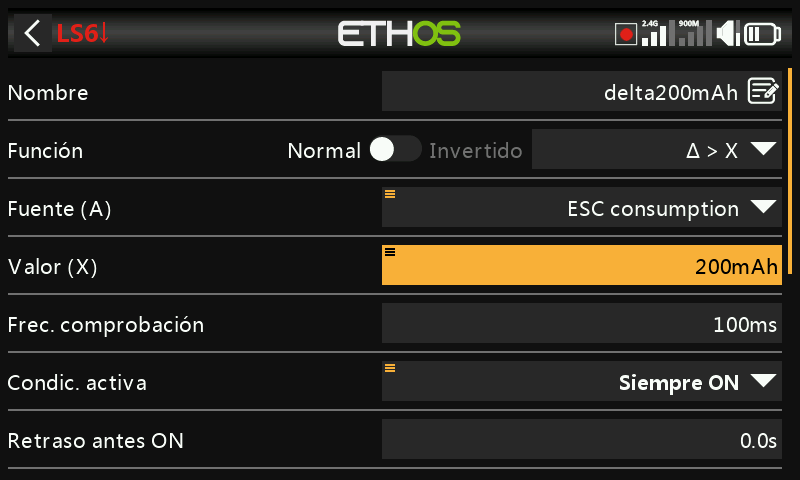 LS6↓ ETHOS 2.4G 900M
Nombre delta200mAh
Función Normal Invertido Δ > X
Fuente (A) ESC consumption
Valor (X) 200mAh
Frec. comprobación 100ms
Condic. activa Siempre ON
Retraso antes ON 0.0s